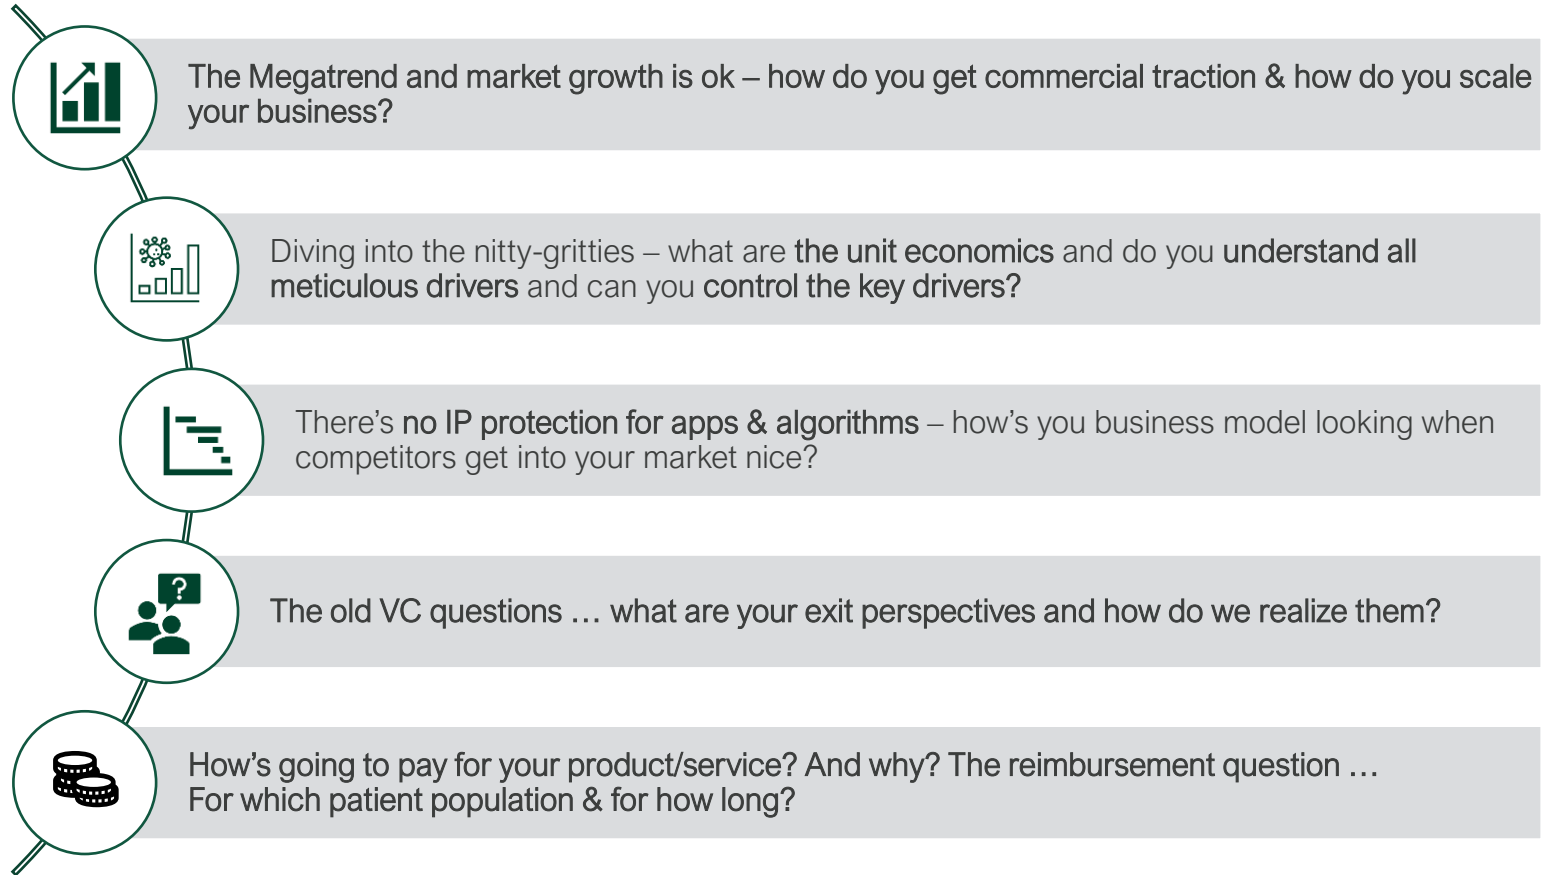 The Megatrend and market growth is ok – how do you get commercial traction & how do you scale
your business?
Diving into the nitty-gritties – what are the unit economics and do you understand all
meticulous drivers and can you control the key drivers?
There's no IP protection for apps & algorithms – how's you business model looking when
competitors get into your market nice?
?
The old VC questions … what are your exit perspectives and how do we realize them?
How's going to pay for your product/service? And why? The reimbursement question …
For which patient population & for how long?